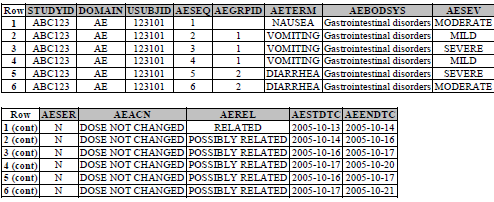 Row STUDYID DOMAIN USUBJID AESEQ AEGRPID AETERM AEBODSYS AESEV
1 ABC123 AE 123101 1 NAUSEA Gastrointestinal disorders MODERATE
2 ABC123 AE 123101 2 1 VOMITING Gastrointestinal disorders MILD
3 ABC123 AE 123101 3 1 VOMITING Gastrointestinal disorders SEVERE
4 ABC123 AE 123101 4 1 VOMITING Gastrointestinal disorders MILD
5 ABC123 AE 123101 5 2 DIARRHEA Gastrointestinal disorders SEVERE
6 ABC123 AE 123101 6 2 DIARRHEA Gastrointestinal disorders MODERATE
Row AESER AEACN AEREL AESTDTC AEENDTC
1 (cont) N DOSE NOT CHANGED RELATED 2005-10-13 2005-10-14
2 (cont) N DOSE NOT CHANGED POSSIBLY RELATED 2005-10-14 2005-10-16
3 (cont) N DOSE NOT CHANGED POSSIBLY RELATED 2005-10-16 2005-10-17
4 (cont) N DOSE NOT CHANGED POSSIBLY RELATED 2005-10-17 2005-10-20
5 (cont) N DOSE NOT CHANGED POSSIBLY RELATED 2005-10-16 2005-10-17
6 (cont) N DOSE NOT CHANGED POSSIBLY RELATED 2005-10-17 2005-10-21